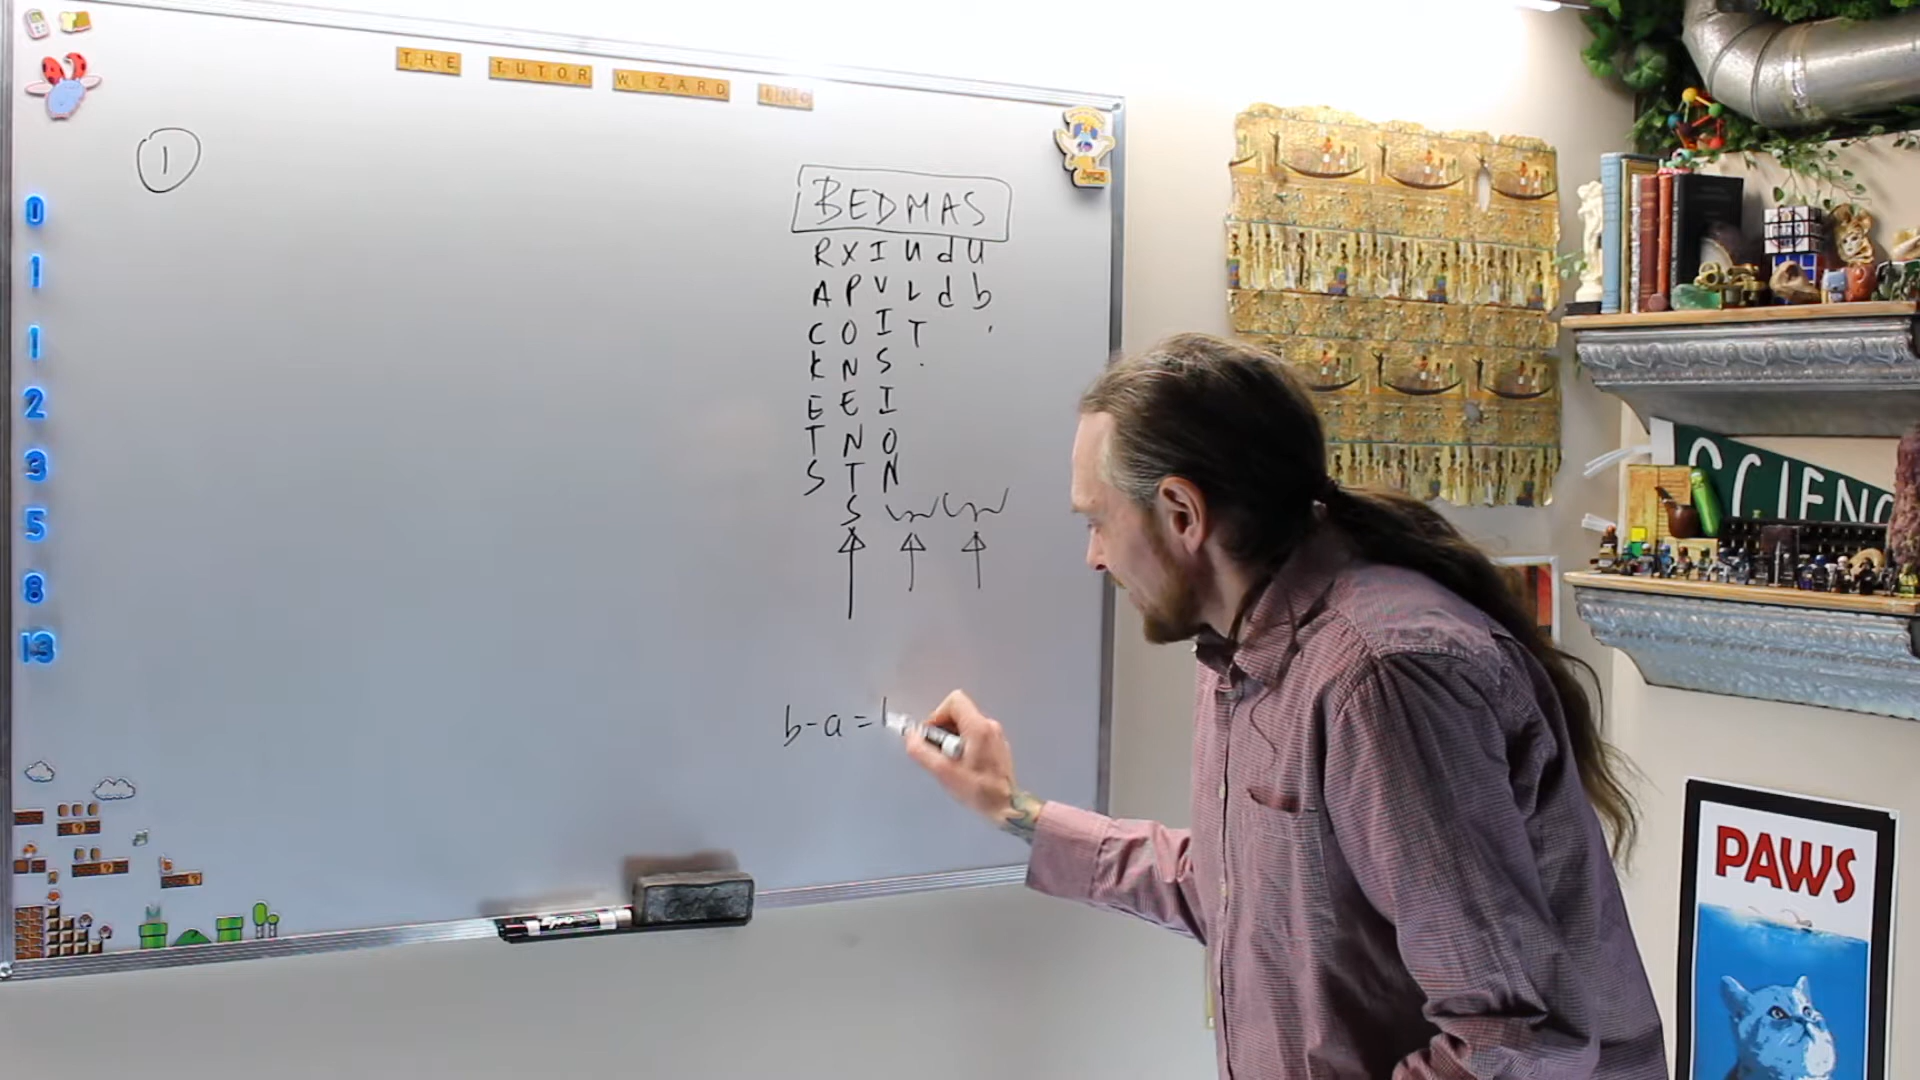 THE TUTOR WIZARD INC
1
BEDMAS
R X I U d U
A P V L d b
C O I T .
K N S .
E E I
T N O
S T N
S
b-a=
0
1
1
2
3
5
8
13
SCIENC
PAWS